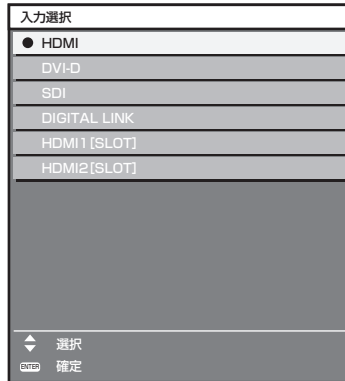 入力選択
HDMI
DVI-D
SDI
DIGITAL LINK
HDMI1[SLOT]
HDMI2[SLOT]
選択
ENTER 確定